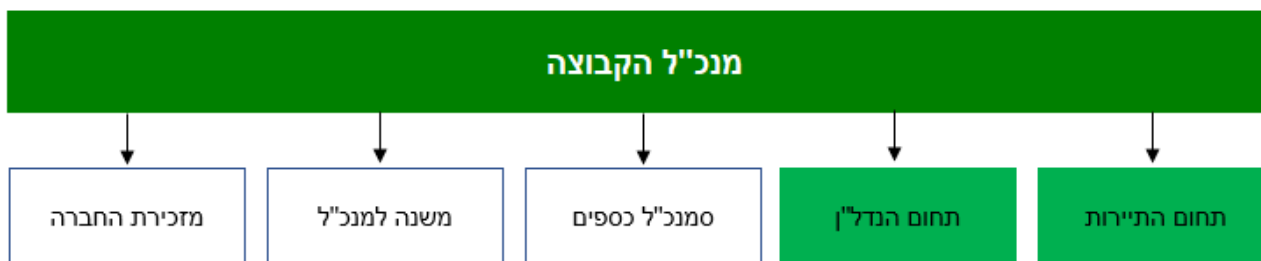 מנכ"ל הקבוצה
תחום התיירות
תחום הנדל"ן
סמנכ"ל כספים
משנה למנכ"ל
מזכירת החברה